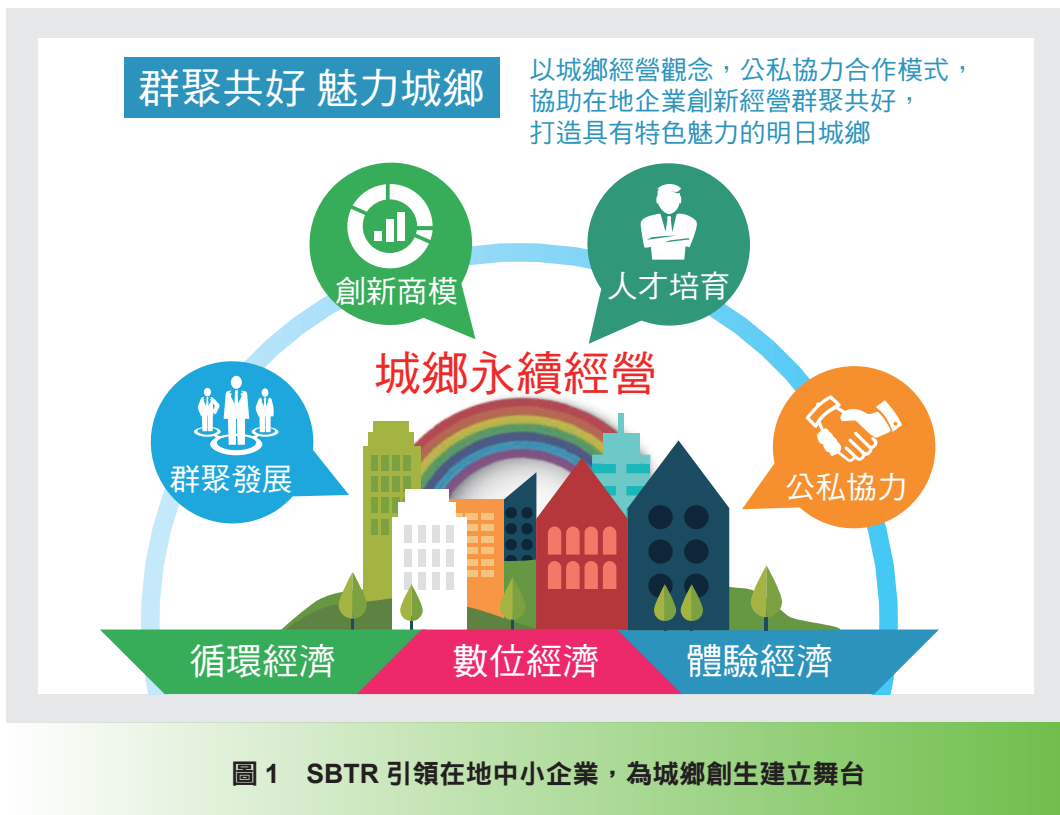 群聚共好 魅力城鄉
以城鄉經營觀念，公私協力合作模式，
協助在地企業創新經營群聚共好，
打造具有特色魅力的明日城鄉
創新商模
人才培育
城鄉永續經營
群聚發展
公私協力
循環經濟
數位經濟
體驗經濟
圖 1 SBTR 引領在地中小企業，為城鄉創生建立舞台